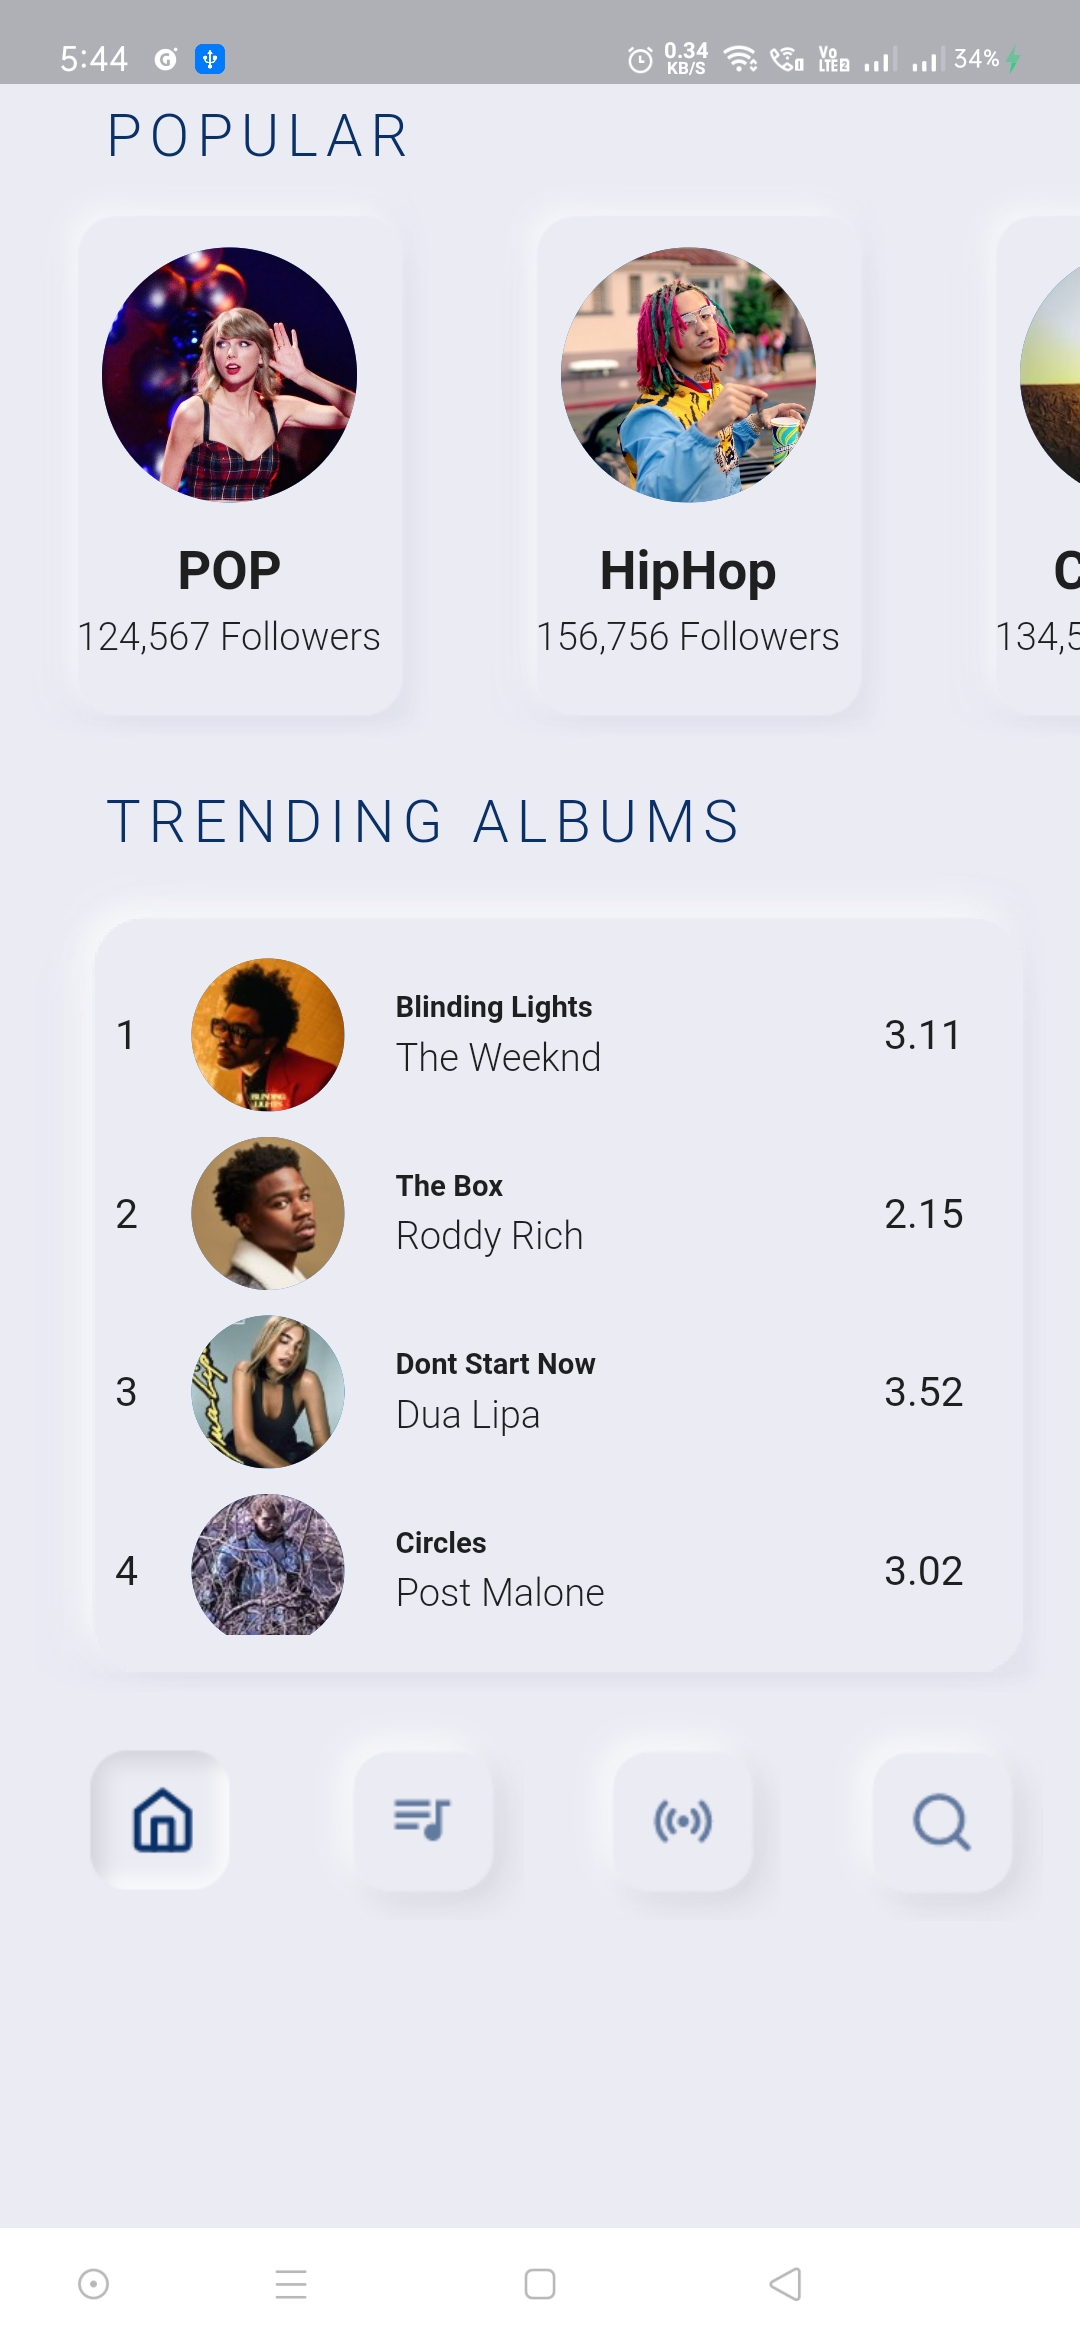 5:44
0.34
KB/S
Vo
LTE2
34%
POPULAR
POP
124,567 Followers
HipHop
156,756 Followers
C
134,5
TRENDING ALBUMS
1
Blinding Lights
The Weeknd
3.11
2
The Box
Roddy Rich
2.15
3
Dont Start Now
Dua Lipa
3.52
4
Circles
Post Malone
3.02